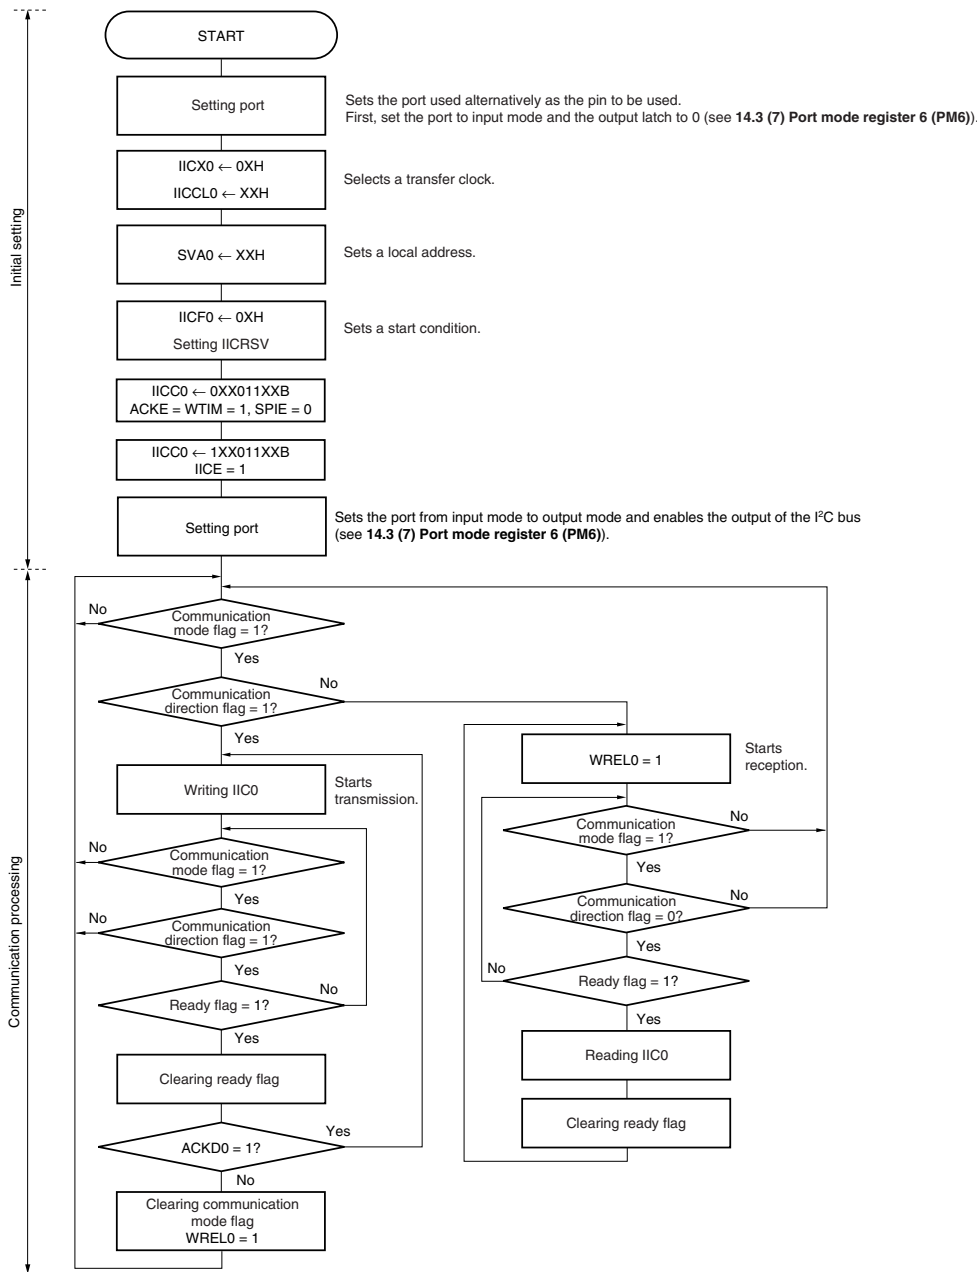 START
Setting port
Sets the port used alternatively as the pin to be used.
First, set the port to input mode and the output latch to 0 (see 14.3 (7) Port mode register 6 (PM6)).
IICX0 ← 0XH
IICCL0 ← XXH
Selects a transfer clock.
Initial setting
SVA0 ← XXH
Sets a local address.
IICF0 ← 0XH
Setting IICRSV
Sets a start condition.
IICC0 ← 0XX011XXB
ACKE = WTIM = 1, SPIE = 0
IICC0 ← 1XX011XXB
IICE = 1
Setting port
Sets the port from input mode to output mode and enables the output of the I²C bus
(see 14.3 (7) Port mode register 6 (PM6)).
No
Communication
mode flag = 1?
Yes
Communication
direction flag = 1?
No
Yes
Writing IIC0
Starts
transmission.
No
Communication
mode flag = 1?
Yes
No
Communication
direction flag = 1?
Yes
Ready flag = 1?
No
Yes
Clearing ready flag
ACKD0 = 1?
Yes
No
Clearing communication
mode flag
WREL0 = 1
WREL0 = 1
Starts
reception.
Communication
mode flag = 1?
No
Yes
Communication
direction flag = 0?
No
Yes
No
Ready flag = 1?
Yes
Reading IIC0
Clearing ready flag
Communication processing